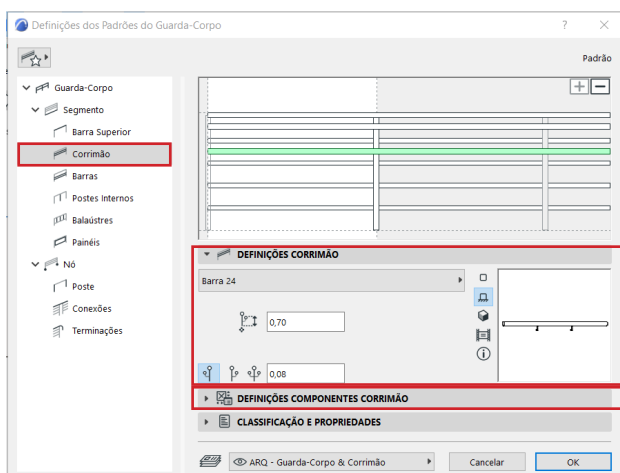 Definições dos Padrões do Guarda-Corpo
Padrão
Guarda-Corpo
Segmento
Barra Superior
Corrimão
Barras
Postes Internos
Balaústres
Painéis
Nó
Poste
Conexões
Terminações
DEFINIÇÕES CORRIMÃO
Barra 24
0,70
0,08
DEFINIÇÕES COMPONENTES CORRIMÃO
CLASSIFICAÇÃO E PROPRIEDADES
ARQ - Guarda-Corpo & Corrimão
Cancelar
OK